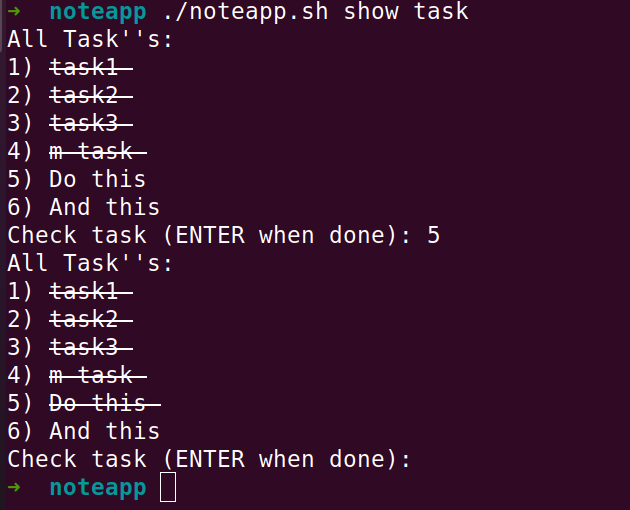 → noteapp ./noteapp.sh show task
All Task''s:
1) task1
2) task2
3) task3
4) m task
5) Do this
6) And this
Check task (ENTER when done): 5
All Task''s:
1) task1
2) task2
3) task3
4) m task
5) Do this
6) And this
Check task (ENTER when done):
→ noteapp